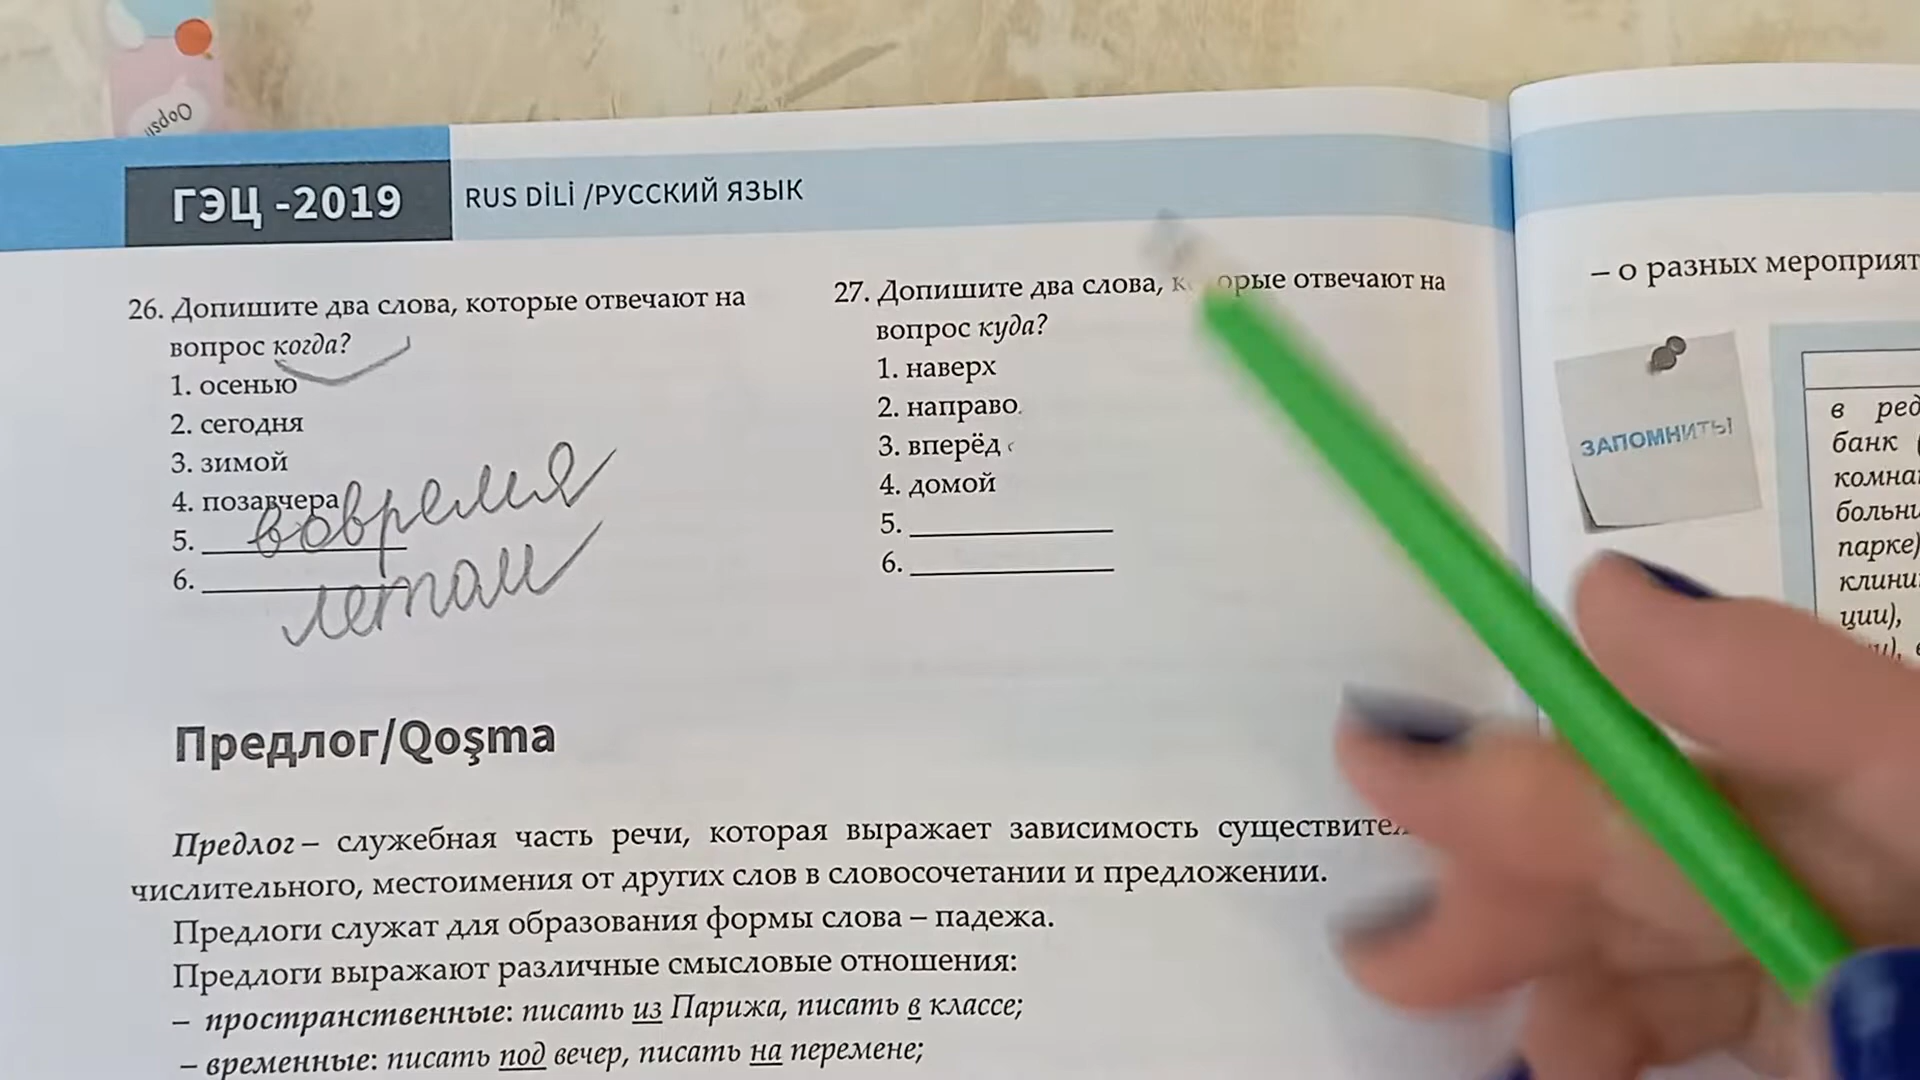 Oops!!
ГЭЦ -2019
RUS DİLİ /РУССКИЙ ЯЗЫК
26. Допишите два слова, которые отвечают на
вопрос когда?
1. осенью
2. сегодня
3. зимой
4. позавчера
5. вовремя
6. летом
27. Допишите два слова, которые отвечают на
вопрос куда?
1. наверх
2. направо
3. вперёд
4. домой
5.
6.
Предлог/Qoşma
Предлог – служебная часть речи, которая выражает зависимость
числительного, местоимения от других слов в словосочетании и предложении.
Предлоги служат для образования формы слова – падежа.
Предлоги выражают различные смысловые отношения:
– пространственные: писать из Парижа, писать в классе;
– временные: писать под вечер, писать на перемене;
– о разных
ЗАПОМНИТЬ!
в
банк
парке)